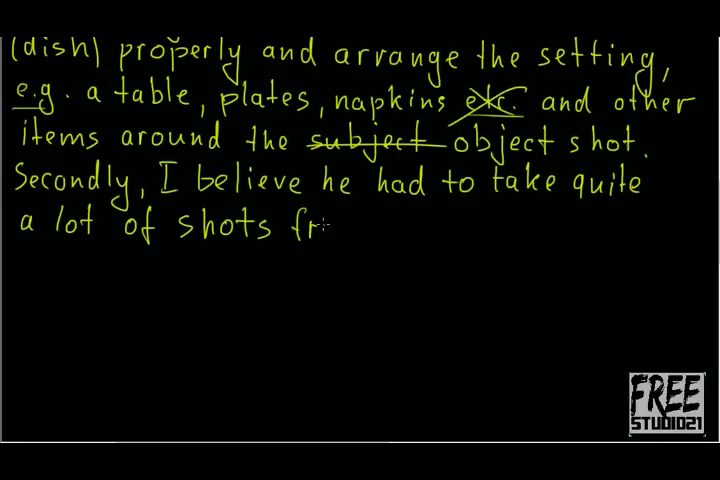 (dish) properly and arrange the setting,
e.g. a table, plates, napkins etc. and other
items around the subject object shot.
Secondly, I believe he had to take quite
a lot of shots fr
FREE
STUDIO21